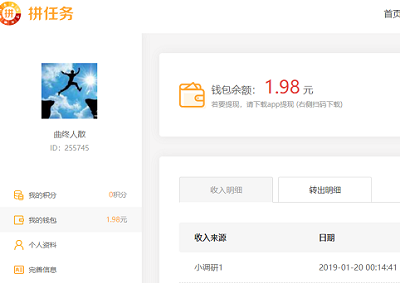 拼 拼任务
首页
曲终人散
ID：255745
我的积分 0积分
我的钱包 1.98元
个人资料
完善信息
钱包余额： 1.98 元
若要提现，请下载app提现 (右侧扫码下载)
收入明细 转出明细
收入来源 日期
小调研1 2019-01-20 00:14:41